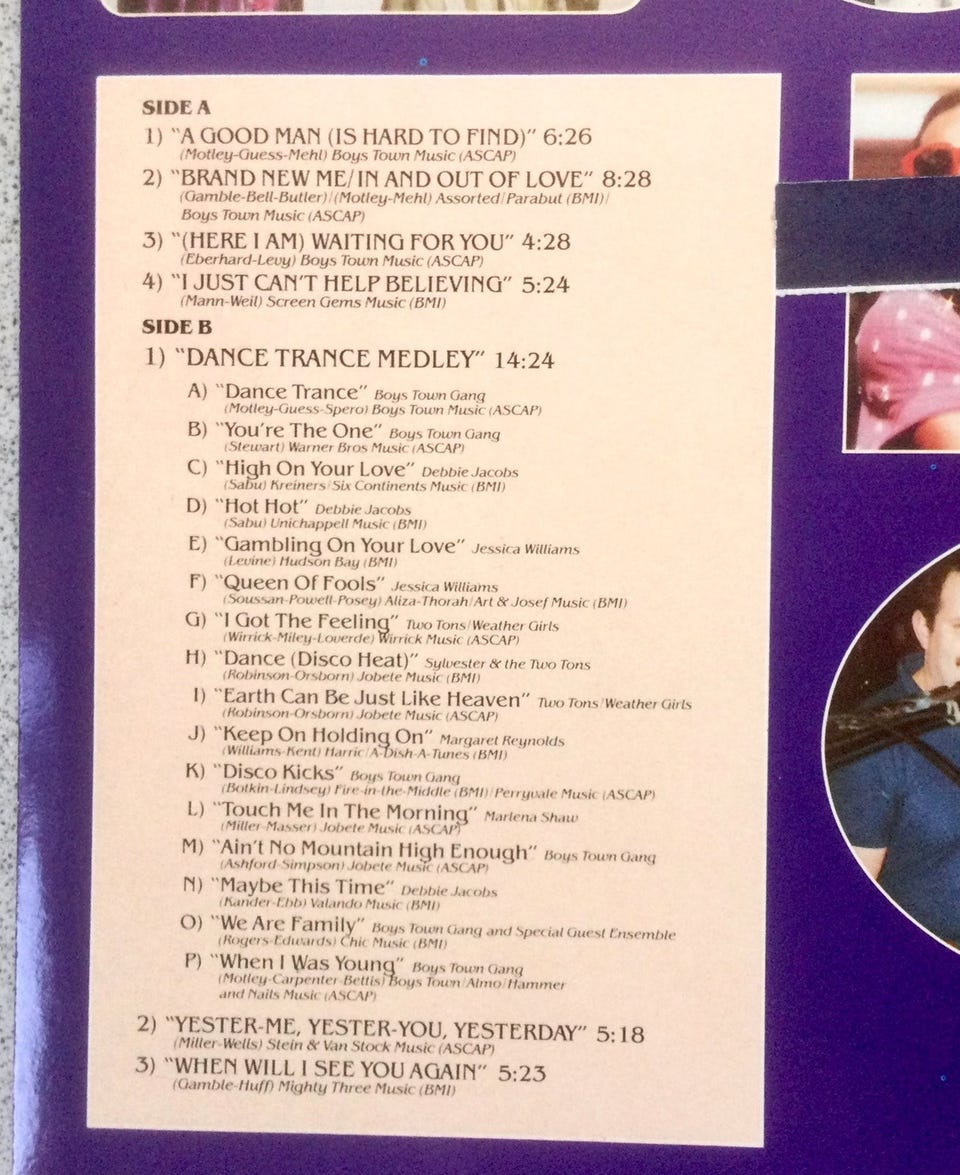 SIDE A
1) "A GOOD MAN (IS HARD TO FIND)" 6:26
(Motley-Guess-Mehl) Boys Town Music (ASCAP)
2) "BRAND NEW ME/IN AND OUT OF LOVE" 8:28
(Gamble-Bell-Butler)/(Motley-Mehl) Assorted/Parabut (BMI)/
Boys Town Music (ASCAP)
3) "(HERE I AM) WAITING FOR YOU" 4:28
(Eberhard-Levy) Boys Town Music (ASCAP)
4) "I JUST CAN'T HELP BELIEVING" 5:24
(Mann-Weil) Screen Gems Music (BMI)
SIDE B
1) "DANCE TRANCE MEDLEY" 14:24
A) "Dance Trance" Boys Town Gang
(Motley-Guess-Spero) Boys Town Music (ASCAP)
B) "You're The One" Boys Town Gang
(Stewart) Warner Bros Music (ASCAP)
C) "High On Your Love" Debbie Jacobs
(Sabu) Kreiners/Six Continents Music (BMI)
D) "Hot Hot" Debbie Jacobs
(Sabu) Unichappell Music (BMI)
E) "Gambling On Your Love" Jessica Williams
(Levine) Hudson Bay (BMI)
F) "Queen Of Fools" Jessica Williams
(Soussan-Powell-Posey) Aliza-Thorah/Art & Josef Music (BMI)
G) "I Got The Feeling" Two Tons/Weather Girls
(Wirrick-Miley-Loverde) Wirrick Music (ASCAP)
H) "Dance (Disco Heat)" Sylvester & the Two Tons
(Robinson-Orsborn) Jobete Music (BMI)
I) "Earth Can Be Just Like Heaven" Two Tons/Weather Girls
(Robinson-Orsborn) Jobete Music (ASCAP)
J) "Keep On Holding On" Margaret Reynolds
(Williams-Kent) Harric/A-Dish-A-Tunes (BMI)
K) "Disco Kicks" Boys Town Gang
(Botkin-Lindsey) Fire-in-the-Middle (BMI)/Perryvale Music (ASCAP)
L) "Touch Me In The Morning" Marlena Shaw
(Miller-Masser) Jobete Music (ASCAP)
M) "Ain't No Mountain High Enough" Boys Town Gang
(Ashford-Simpson) Jobete Music (ASCAP)
N) "Maybe This Time" Debbie Jacobs
(Kander-Ebb) Valando Music (BMI)
O) "We Are Family" Boys Town Gang and Special Guest Ensemble
(Rogers-Edwards) Chic Music (BMI)
P) "When I Was Young" Boys Town Gang
(Motley-Carpenter-Bettis) Boys Town/Almo/Hammer
and Nails Music (ASCAP)
2) "YESTER-ME, YESTER-YOU, YESTERDAY" 5:18
(Miller-Wells) Stein & Van Stock Music (ASCAP)
3) "WHEN WILL I SEE YOU AGAIN" 5:23
(Gamble-Huff) Mighty Three Music (BMI)